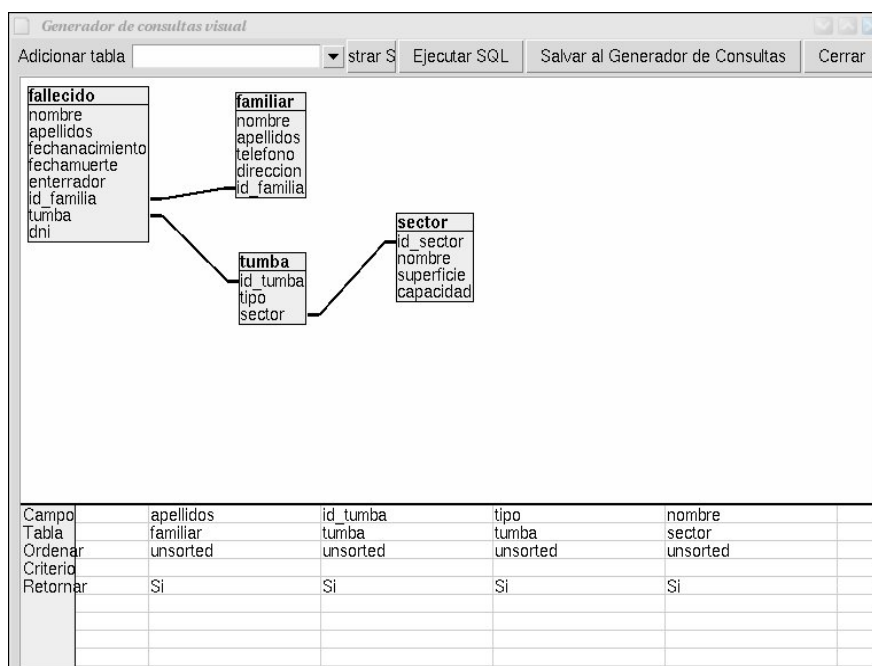 Generador de consultas visual
Adicionar tabla strar S Ejecutar SQL Salvar al Generador de Consultas Cerrar
fallecido
nombre
apellidos
fechanacimiento
fechamuerte
enterrador
id_familia
tumba
dni
familiar
nombre
apellidos
telefono
direccion
id_familia
tumba
id_tumba
tipo
sector
sector
id_sector
nombre
superficie
capacidad
Campo apellidos id_tumba tipo nombre
Tabla familiar tumba tumba sector
Ordenar unsorted unsorted unsorted unsorted
Criterio
Retornar Si Si Si Si